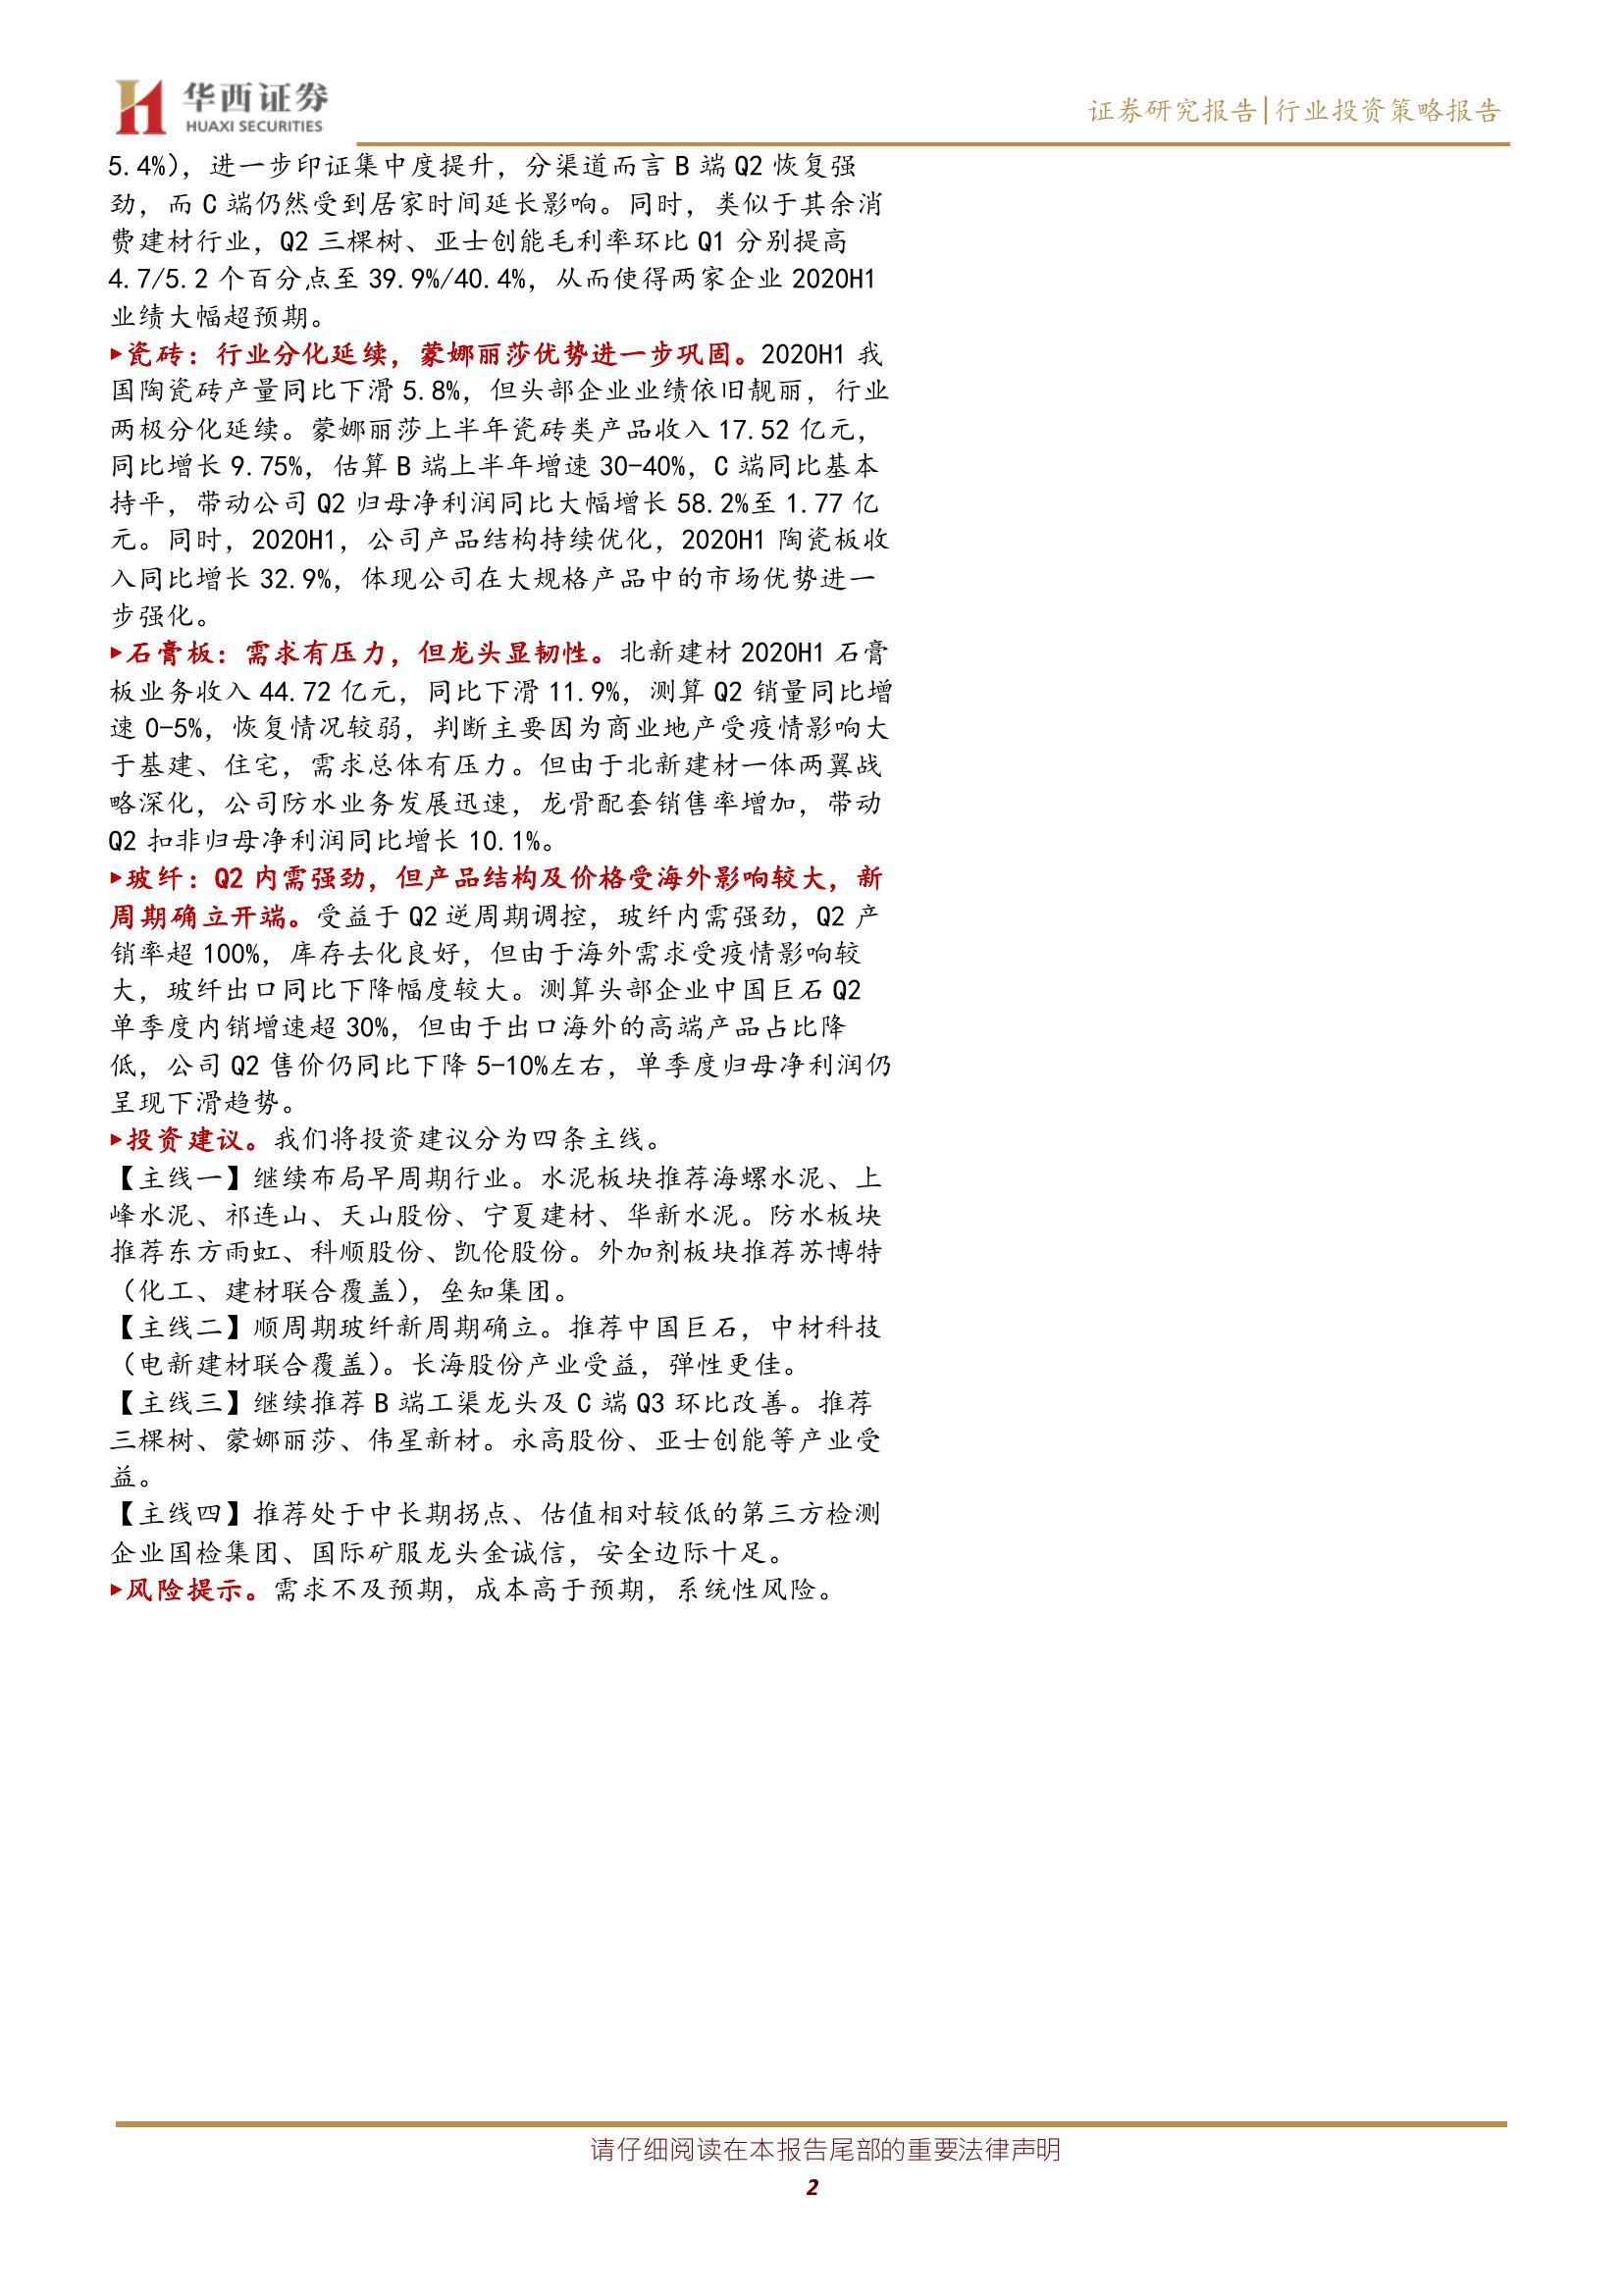 华西证券
HUAXI SECURITIES
证券研究报告|行业投资策略报告
5.4%），进一步印证集中度提升，分渠道而言 B 端 Q2 恢复强
劲，而 C 端仍然受到居家时间延长影响。同时，类似于其余消
费建材行业，Q2 三棵树、亚士创能毛利率环比 Q1 分别提高
4.7/5.2 个百分点至 39.9%/40.4%，从而使得两家企业 2020H1
业绩大幅超预期。
▶瓷砖：行业分化延续，蒙娜丽莎优势进一步巩固。2020H1 我
国陶瓷砖产量同比下滑 5.8%，但头部企业业绩依旧靓丽，行业
两极分化延续。蒙娜丽莎上半年瓷砖类产品收入 17.52 亿元，
同比增长 9.75%，估算 B 端上半年增速 30-40%，C 端同比基本
持平，带动公司 Q2 归母净利润同比大幅增长 58.2%至 1.77 亿
元。同时，2020H1，公司产品结构持续优化，2020H1 陶瓷板收
入同比增长 32.9%，体现公司在大规格产品中的市场优势进一
步强化。
▶石膏板：需求有压力，但龙头显韧性。北新建材 2020H1 石膏
板业务收入 44.72 亿元，同比下滑 11.9%，测算 Q2 销量同比增
速 0-5%，恢复情况较弱，判断主要因为商业地产受疫情影响大
于基建、住宅，需求总体有压力。但由于北新建材一体两翼战
略深化，公司防水业务发展迅速，龙骨配套销售率增加，带动
Q2 扣非归母净利润同比增长 10.1%。
▶玻纤：Q2 内需强劲，但产品结构及价格受海外影响较大，新
周期确立开端。受益于 Q2 逆周期调控，玻纤内需强劲，Q2 产
销率超 100%，库存去化良好，但由于海外需求受疫情影响较
大，玻纤出口同比下降幅度较大。测算头部企业中国巨石 Q2
单季度内销增速超 30%，但由于出口海外的高端产品占比降
低，公司 Q2 售价仍同比下降 5-10%左右，单季度归母净利润仍
呈现下滑趋势。
▶投资建议。我们将投资建议分为四条主线。
【主线一】继续布局早周期行业。水泥板块推荐海螺水泥、上
峰水泥、祁连山、天山股份、宁夏建材、华新水泥。防水板块
推荐东方雨虹、科顺股份、凯伦股份。外加剂板块推荐苏博特
（化工、建材联合覆盖），垒知集团。
【主线二】顺周期玻纤新周期确立。推荐中国巨石，中材科技
（电新建材联合覆盖）。长海股份产业受益，弹性更佳。
【主线三】继续推荐 B 端工渠龙头及 C 端 Q3 环比改善。推荐
三棵树、蒙娜丽莎、伟星新材。永高股份、亚士创能等产业受
益。
【主线四】推荐处于中长期拐点、估值相对较低的第三方检测
企业国检集团、国际矿服龙头金诚信，安全边际十足。
▶风险提示。需求不及预期，成本高于预期，系统性风险。
请仔细阅读在本报告尾部的重要法律声明
2